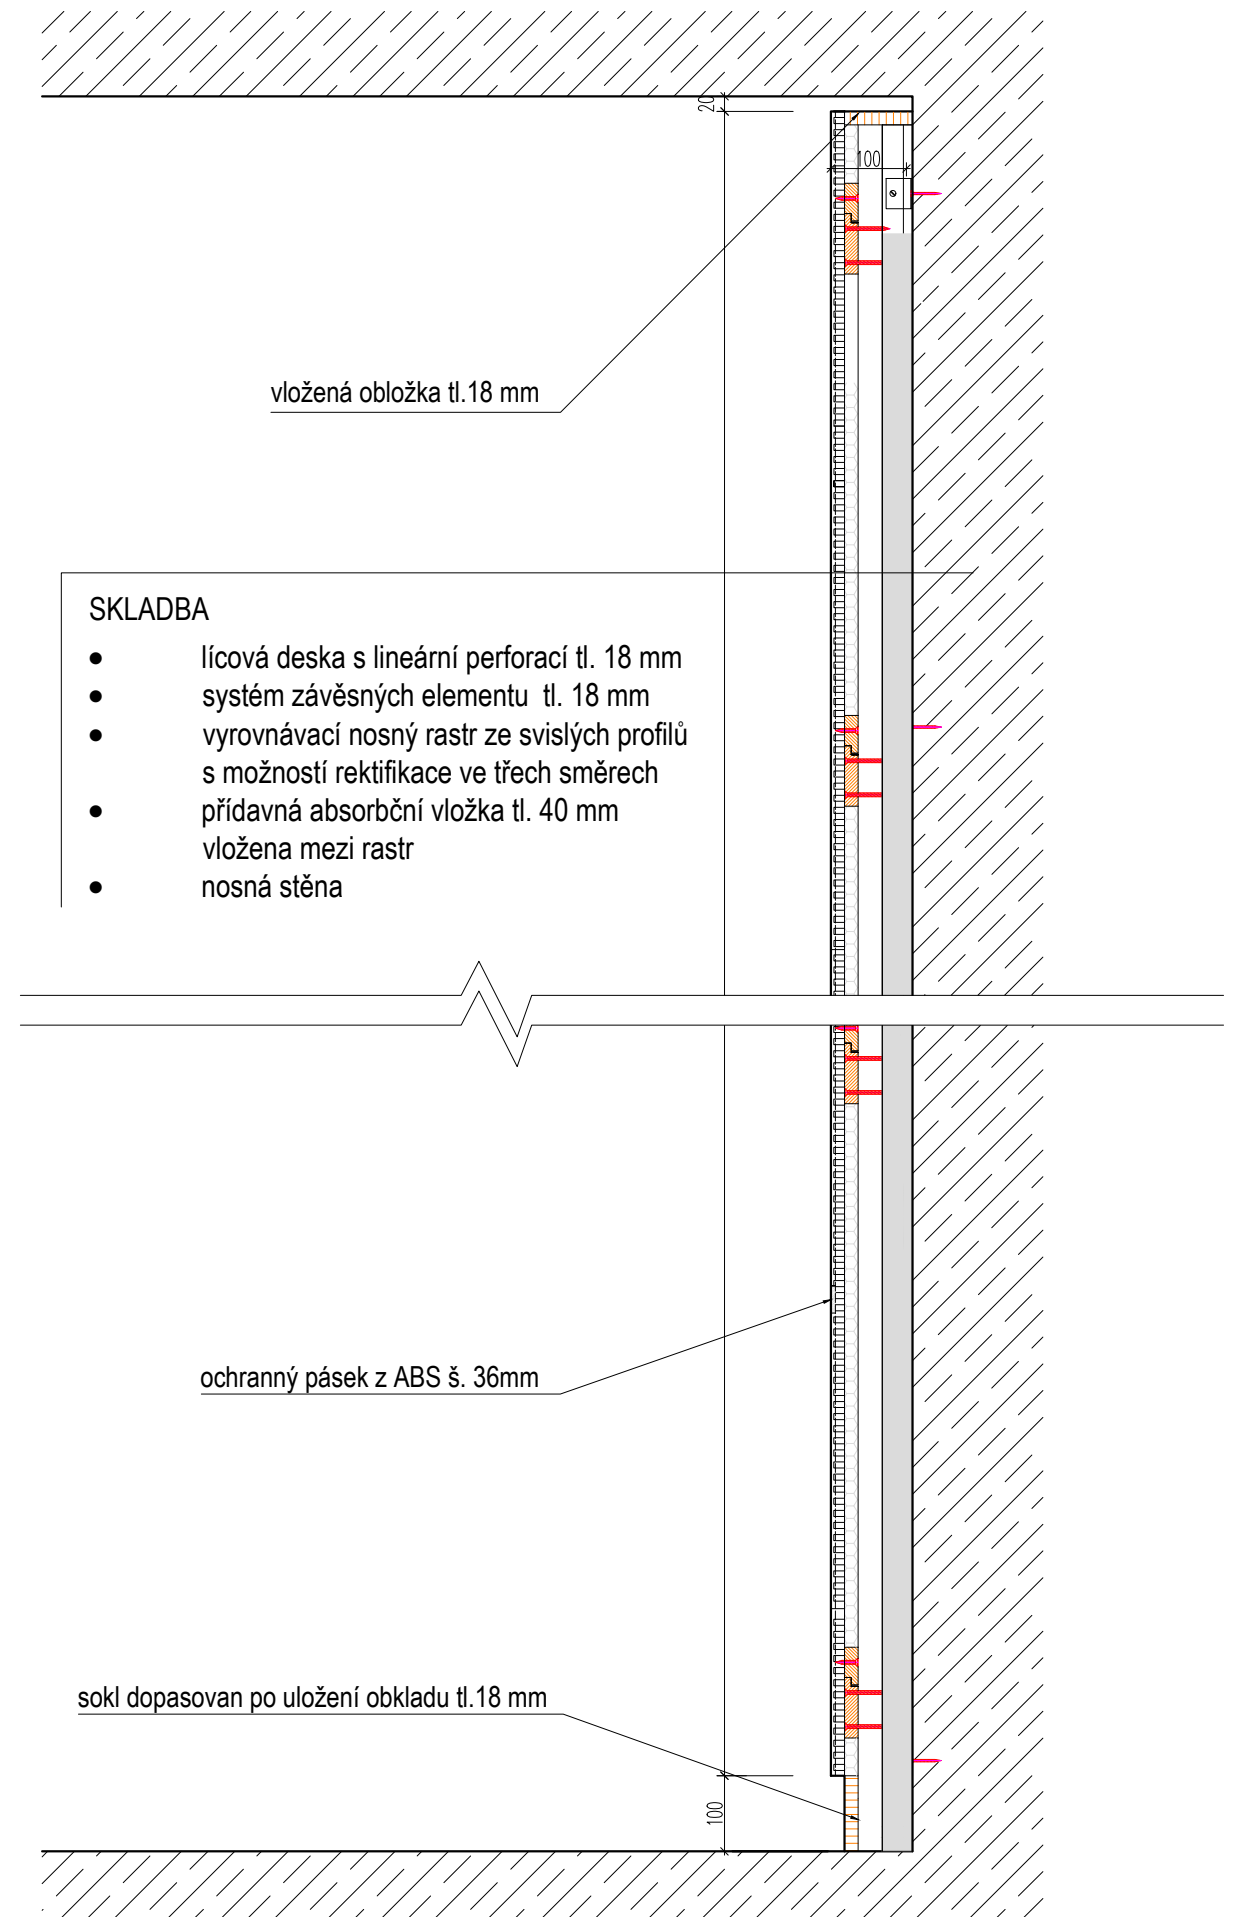 20
100
vložená obložka tl.18 mm
SKLADBA
● lícová deska s lineární perforací tl. 18 mm
● systém závěsných elementu tl. 18 mm
● vyrovnávací nosný rastr ze svislých profilů
s možností rektifikace ve třech směrech
● přídavná absorbční vložka tl. 40 mm
vložena mezi rastr
● nosná stěna
ochranný pásek z ABS š. 36mm
sokl dopasovan po uložení obkladu tl.18 mm
100